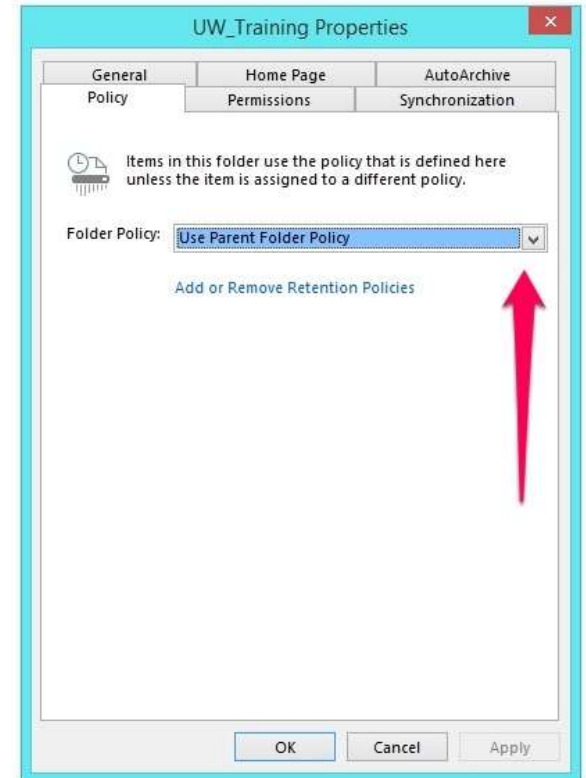 UW_Training Properties
General
Home Page
AutoArchive
Policy
Permissions
Synchronization
Items in this folder use the policy that is defined here
unless the item is assigned to a different policy.
Folder Policy:
Use Parent Folder Policy
Add or Remove Retention Policies
OK
Cancel
Apply